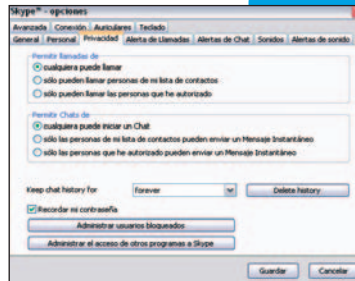 Skype™ - opciones
Avanzada Conexión Auriculares Teclado
General Personal Privacidad Alerta de Llamadas Alertas de Chat Sonidos Alertas de sonido
Permitir llamadas de
cualquiera puede llamar
sólo pueden llamar personas de mi lista de contactos
sólo pueden llamar las personas que he autorizado
Permitir Chats de
cualquiera puede iniciar un Chat
sólo las personas de mi lista de contactos pueden enviar un Mensaje Instantáneo
sólo las personas que he autorizado pueden enviar un Mensaje Instantáneo
Keep chat history for forever Delete history
Recordar mi contraseña
Administrar usuarios bloqueados
Administrar el acceso de otros programas a Skype
Guardar Cancelar